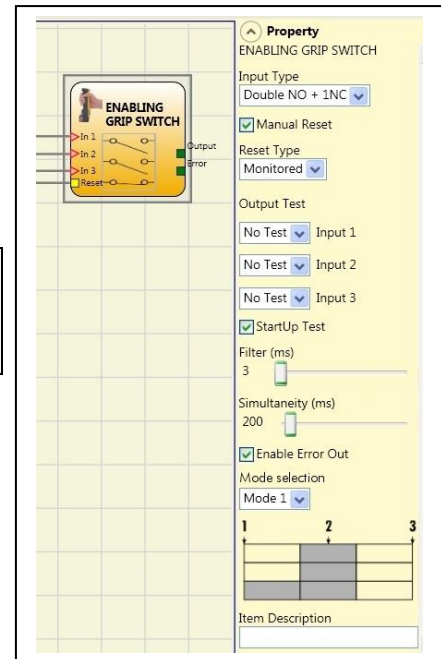 ENABLING
GRIP SWITCH
In 1
In 2
In 3
Reset
Output
Error
Property
ENABLING GRIP SWITCH
Input Type
Double NO + 1NC
Manual Reset
Reset Type
Monitored
Output Test
No Test Input 1
No Test Input 2
No Test Input 3
StartUp Test
Filter (ms)
3
Simultaneity (ms)
200
Enable Error Out
Mode selection
Mode 1
1 2 3
Item Description